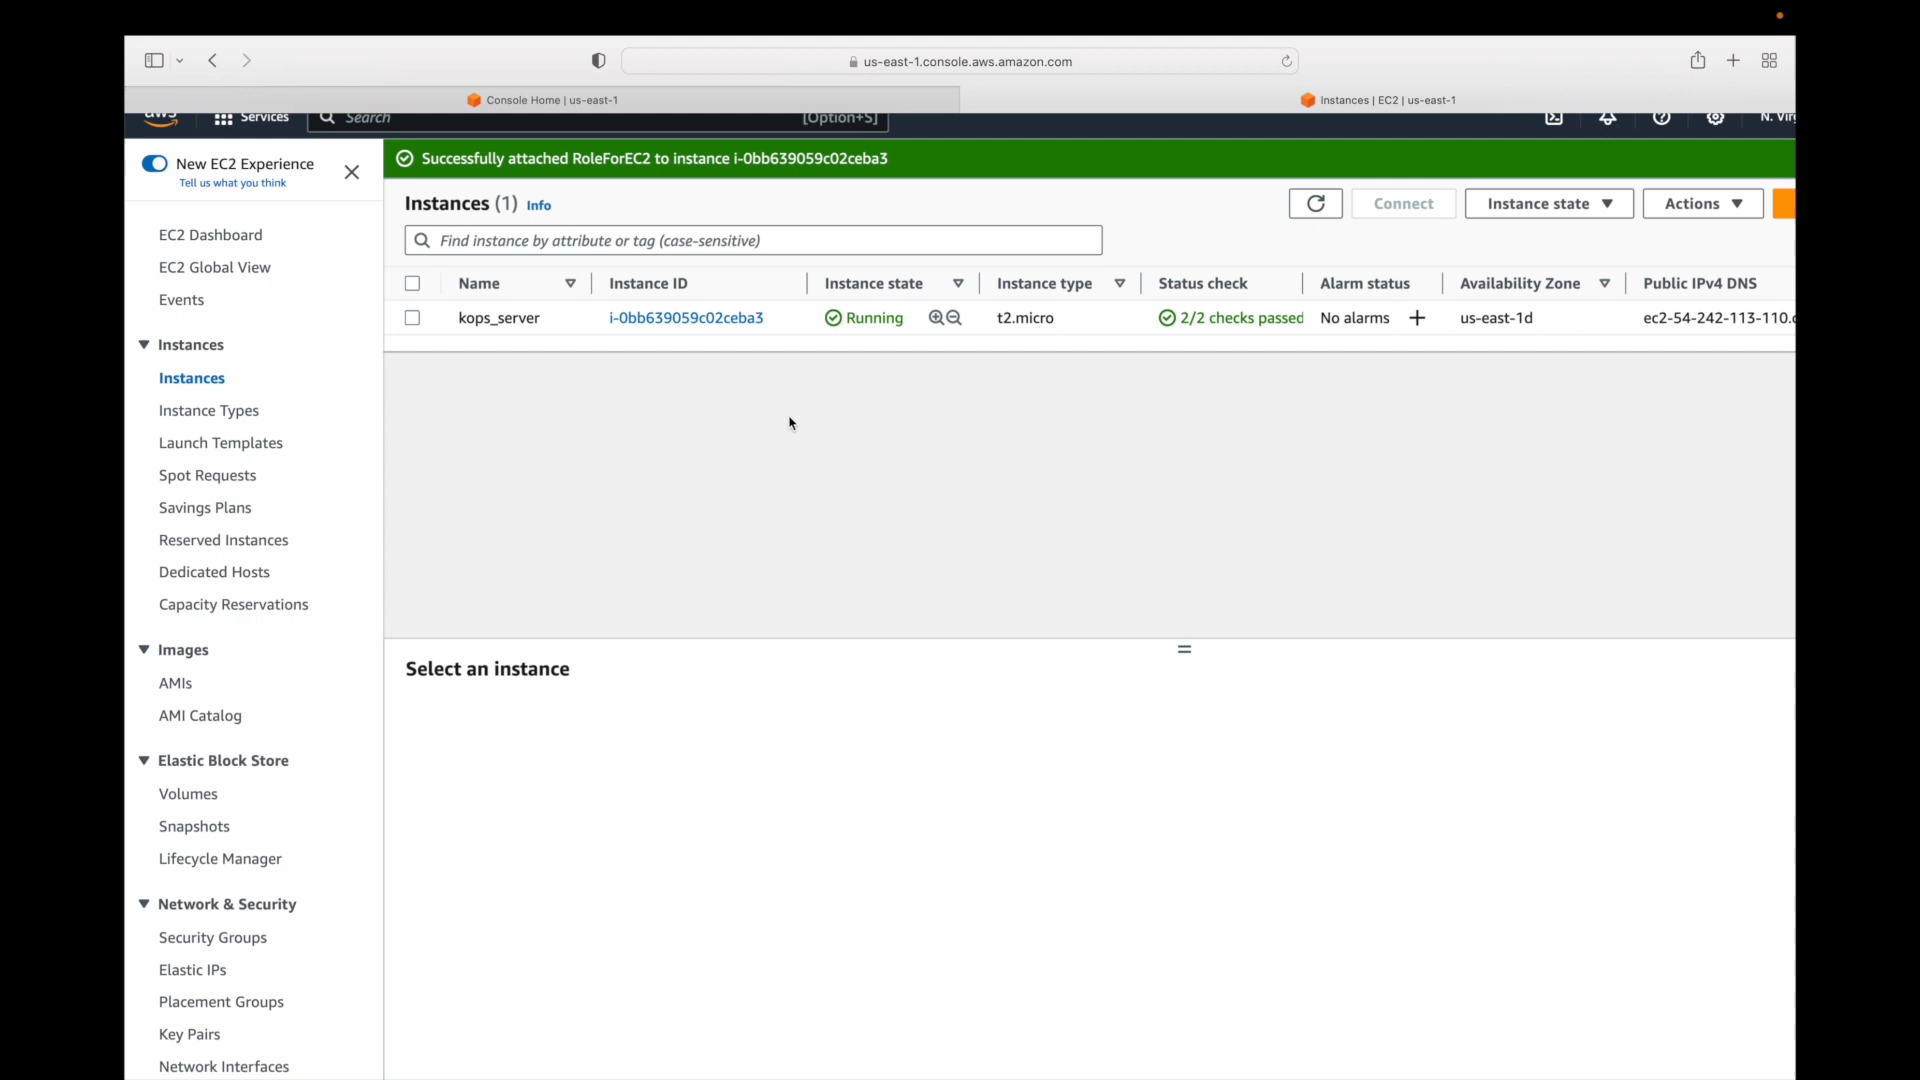 us-east-1.console.aws.amazon.com
Console Home | us-east-1
Instances | EC2 | us-east-1
aws
Services
Search
[Option+S]
N. Vir
New EC2 Experience
Tell us what you think
Successfully attached RoleForEC2 to instance i-0bb639059c02ceba3
Instances (1) Info
Connect
Instance state
Actions
Find instance by attribute or tag (case-sensitive)
Name Instance ID Instance state Instance type Status check Alarm status Availability Zone Public IPv4 DNS
kops_server i-0bb639059c02ceba3 Running t2.micro 2/2 checks passed No alarms + us-east-1d ec2-54-242-113-110.
EC2 Dashboard
EC2 Global View
Events
Instances
Instances
Instance Types
Launch Templates
Spot Requests
Savings Plans
Reserved Instances
Dedicated Hosts
Capacity Reservations
Images
AMIs
AMI Catalog
Elastic Block Store
Volumes
Snapshots
Lifecycle Manager
Network & Security
Security Groups
Elastic IPs
Placement Groups
Key Pairs
Network Interfaces
Select an instance